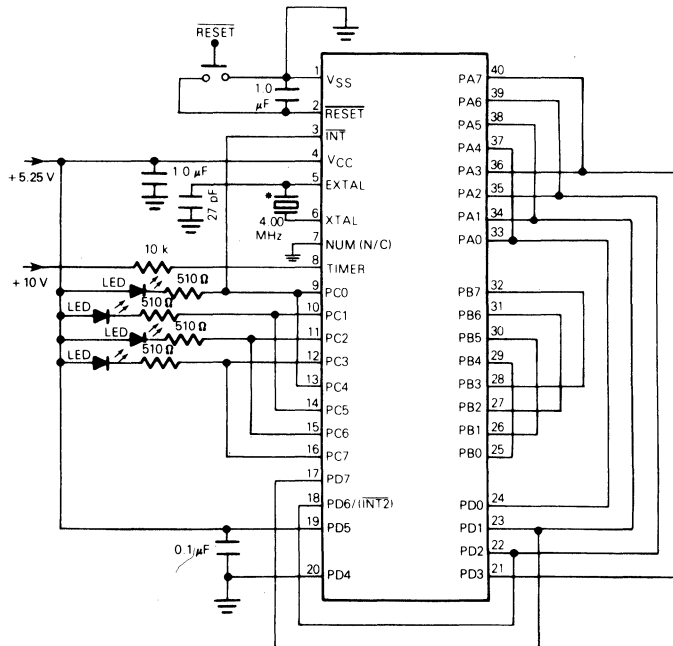 RESET
1 VSS
1.0 µF
2 RESET
3 INT
4 VCC
+5.25 V
1.0 µF
27 pF
5 EXTAL
*
4.00 MHz
6 XTAL
7 NUM (N/C)
10 k
8 TIMER
+10 V
LED 510Ω
9 PC0
LED 510Ω
10 PC1
LED 510Ω
11 PC2
LED 510Ω
12 PC3
13 PC4
14 PC5
15 PC6
16 PC7
17 PD7
18 PD6/(INT2)
19 PD5
0.1 µF
20 PD4
PA7 40
PA6 39
PA5 38
PA4 37
PA3 36
PA2 35
PA1 34
PA0 33
PB7 32
PB6 31
PB5 30
PB4 29
PB3 28
PB2 27
PB1 26
PB0 25
PD0 24
PD1 23
PD2 22
PD3 21